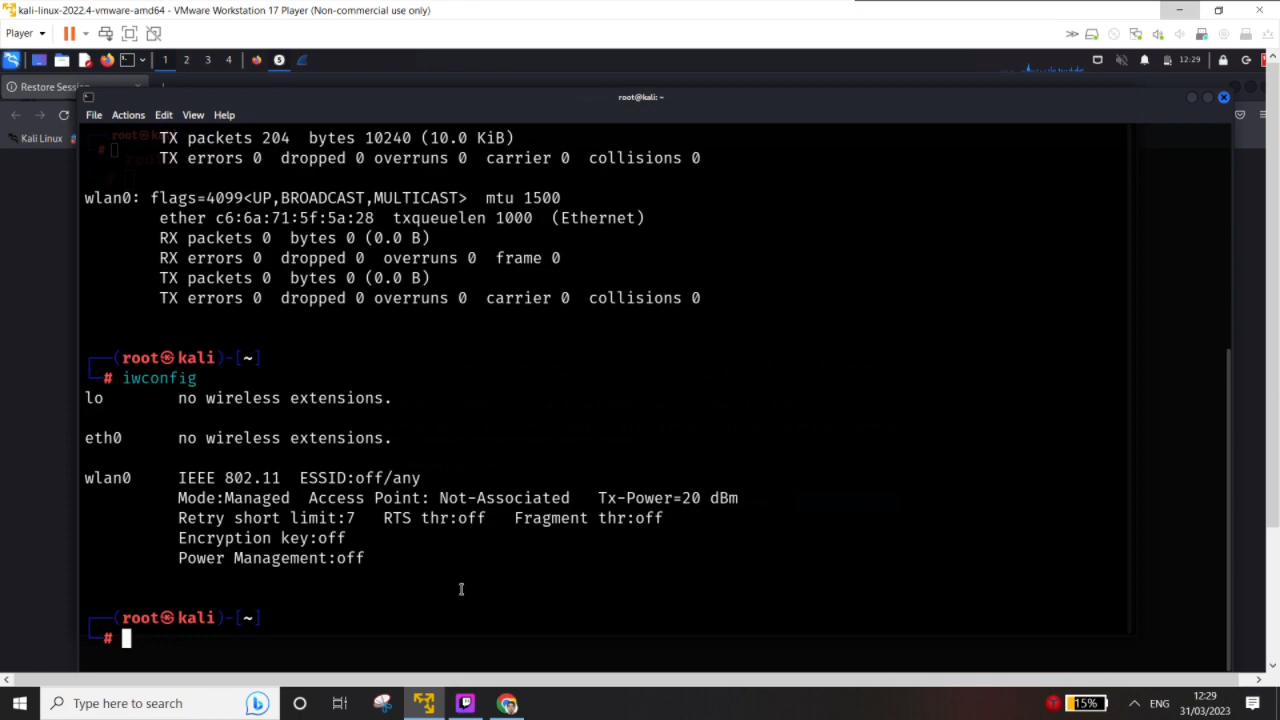 kali-linux-2022.4-vmware-amd64 - VMware Workstation 17 Player (Non-commercial use only)
Player
1 2 3 4 5 12:29
Restore Sess
root@kali: ~
File Actions Edit View Help
Kali Linux
TX packets 204 bytes 10240 (10.0 KiB)
TX errors 0 dropped 0 overruns 0 carrier 0 collisions 0
wlan0: flags=4099<UP,BROADCAST,MULTICAST> mtu 1500
ether c6:6a:71:5f:5a:28 txqueuelen 1000 (Ethernet)
RX packets 0 bytes 0 (0.0 B)
RX errors 0 dropped 0 overruns 0 frame 0
TX packets 0 bytes 0 (0.0 B)
TX errors 0 dropped 0 overruns 0 carrier 0 collisions 0
(root㉿kali)-[~]
# iwconfig
lo no wireless extensions.
eth0 no wireless extensions.
wlan0 IEEE 802.11 ESSID:off/any
Mode:Managed Access Point: Not-Associated Tx-Power=20 dBm
Retry short limit:7 RTS thr:off Fragment thr:off
Encryption key:off
Power Management:off
(root㉿kali)-[~]
#
Type here to search
15% ENG 12:29
31/03/2023